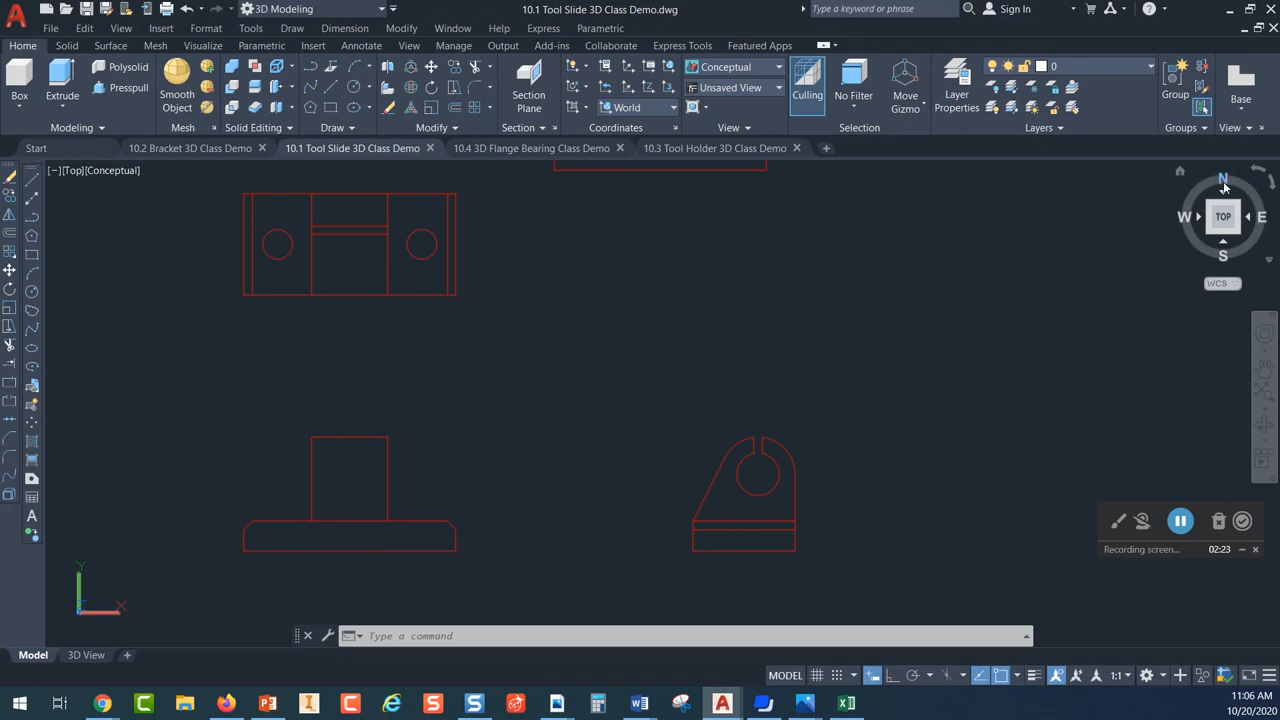 3D Modeling
10.1 Tool Slide 3D Class Demo.dwg
Type a keyword or phrase
Sign In
File Edit View Insert Format Tools Draw Dimension Modify Window Help Express Parametric
Home Solid Surface Mesh Visualize Parametric Insert Annotate View Manage Output Add-ins Collaborate Express Tools Featured Apps
Polysolid
Presspull
Conceptual
Unsaved View
World
0
Box
Extrude
Smooth Object
Section Plane
Culling
No Filter
Move Gizmo
Layer Properties
Group
Base
Modeling Mesh Solid Editing Draw Modify Section Coordinates View Selection Layers Groups View
Start
10.2 Bracket 3D Class Demo
10.1 Tool Slide 3D Class Demo
10.4 3D Flange Bearing Class Demo
10.3 Tool Holder 3D Class Demo
[−][Top][Conceptual]
N
W TOP E
S
WCS
Recording screen...
02:23
Y
X
Z
Type a command
Model 3D View
MODEL
1:1
11:06 AM
10/20/2020